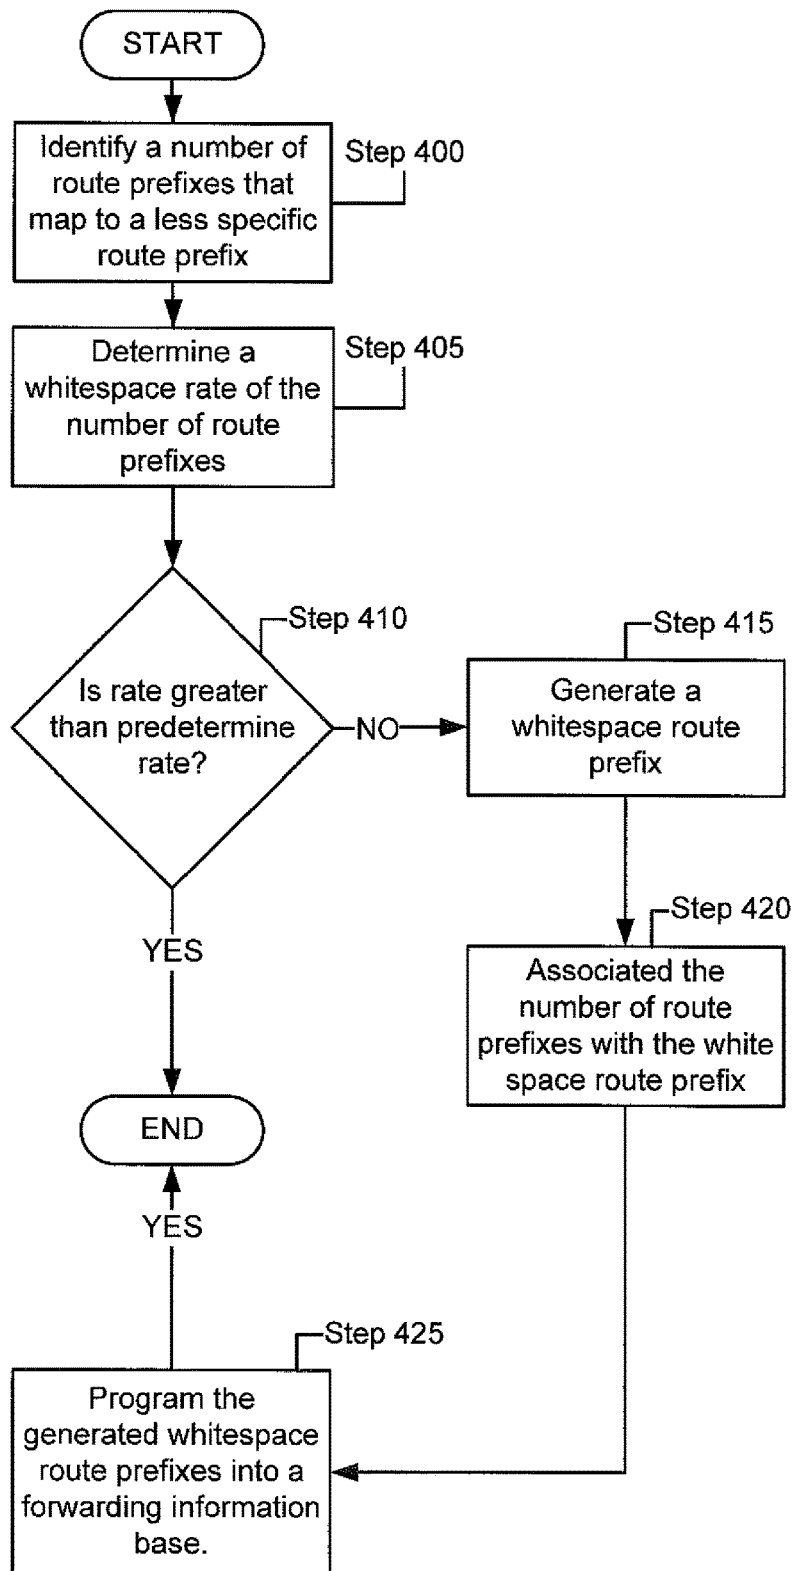 START
Identify a number of
route prefixes that
map to a less specific
route prefix
Step 400
Determine a
whitespace rate of the
number of route
prefixes
Step 405
Is rate greater
than predetermine
rate?
Step 410
NO
Step 415
Generate a
whitespace route
prefix
Step 420
Associated the
number of route
prefixes with the white
space route prefix
YES
END
YES
Step 425
Program the
generated whitespace
route prefixes into a
forwarding information
base.